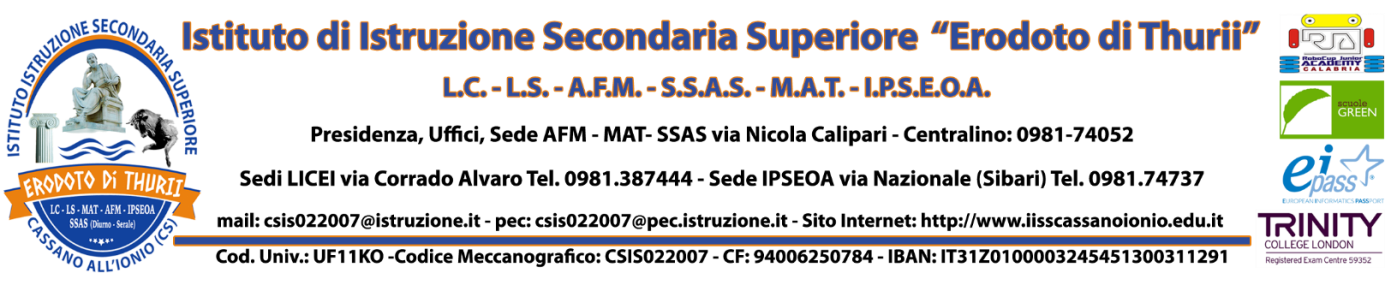 ISTITUTO ISTRUZIONE SECONDARIA SUPERIORE
ERODOTO Di THURII
LC - LS - MAT - AFM - IPSEOA
SSAS (Diurno - Serale)
CASSANO ALL'IONIO (CS)
Istituto di Istruzione Secondaria Superiore “Erodoto di Thurii”
L.C. - L.S. - A.F.M. - S.S.A.S. - M.A.T. - I.P.S.E.O.A.
Presidenza, Uffici, Sede AFM - MAT- SSAS via Nicola Calipari - Centralino: 0981-74052
Sedi LICEI via Corrado Alvaro Tel. 0981.387444 - Sede IPSEOA via Nazionale (Sibari) Tel. 0981.74737
mail: csis022007@istruzione.it - pec: csis022007@pec.istruzione.it - Sito Internet: http://www.iisscassanoionio.edu.it
Cod. Univ.: UF11KO -Codice Meccanografico: CSIS022007 - CF: 94006250784 - IBAN: IT31Z0100003245451300311291
RoboCup Junior
ACADEMY
CALABRIA
scuole
GREEN
ei
pass
EUROPEAN INFORMATICS PASSPORT
TRINITY
COLLEGE LONDON
Registered Exam Centre 59352